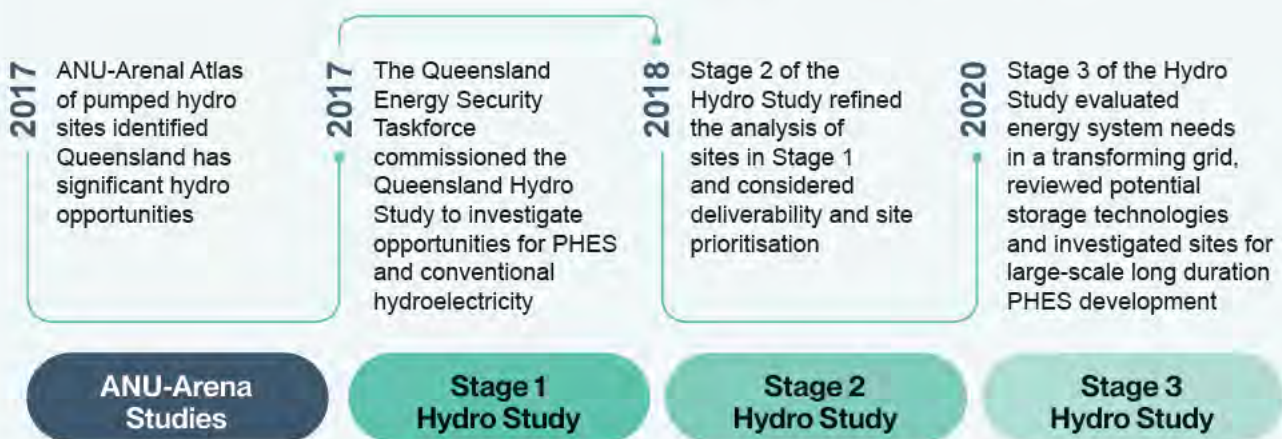 2017
ANU-Arenal Atlas
of pumped hydro
sites identified
Queensland has
significant hydro
opportunities
2017
The Queensland
Energy Security
Taskforce
commissioned the
Queensland Hydro
Study to investigate
opportunities for PHES
and conventional
hydroelectricity
2018
Stage 2 of the
Hydro Study refined
the analysis of
sites in Stage 1
and considered
deliverability and site
prioritisation
2020
Stage 3 of the Hydro
Study evaluated
energy system needs
in a transforming grid,
reviewed potential
storage technologies
and investigated sites for
large-scale long duration
PHES development
ANU-Arena
Studies
Stage 1
Hydro Study
Stage 2
Hydro Study
Stage 3
Hydro Study